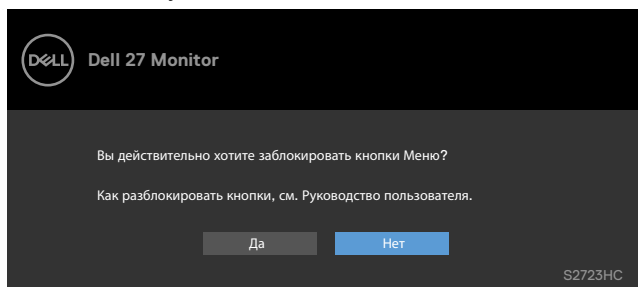 DELL
Dell 27 Monitor
Вы действительно хотите заблокировать кнопки Меню?
Как разблокировать кнопки, см. Руководство пользователя.
Да
Нет
S2723HC